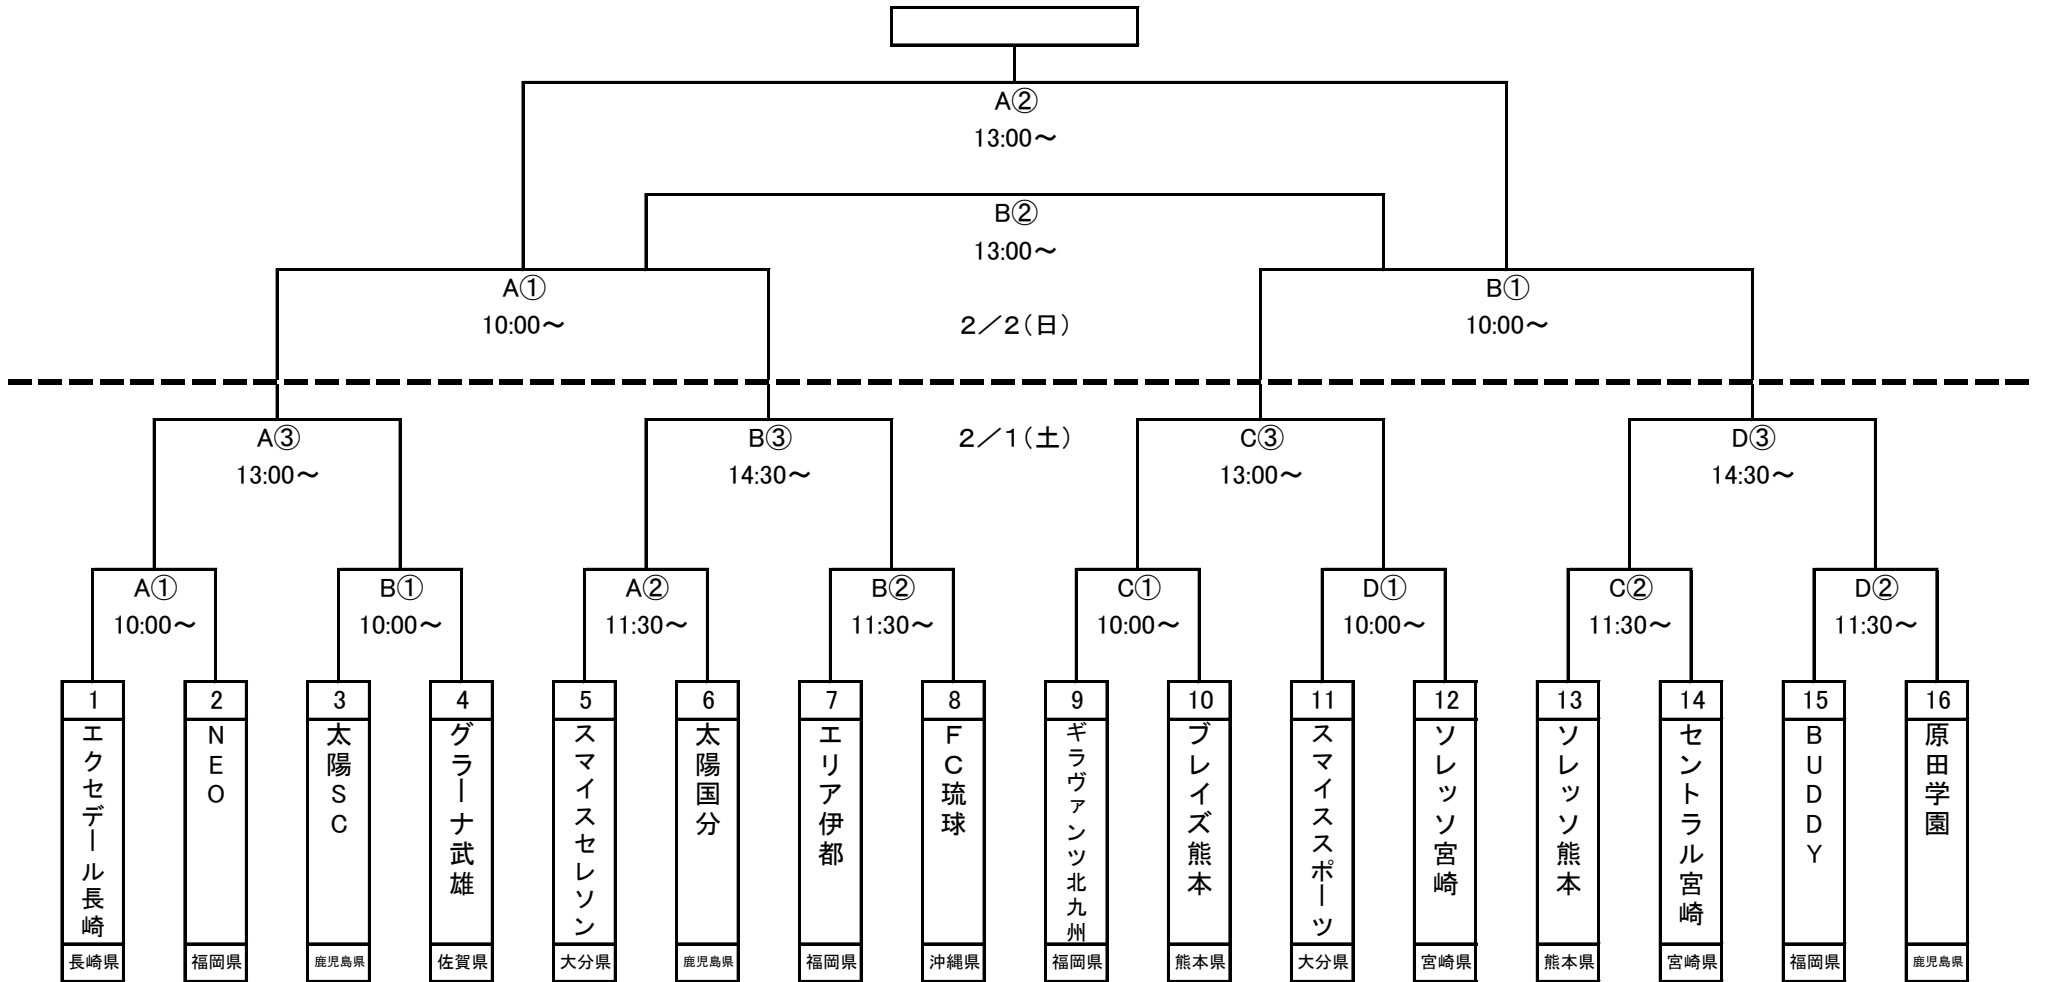 A②
13:00～
B②
13:00～
A①
B①
10:00～
2／2（日）
10:00～
A③
B③
2／1（土）
C③
D③
13:00～
14:30～
13:00～
14:30～
A①
B①
A②
B②
C①
D①
C②
D②
10:00～
10:00～
11:30～
11:30～
10:00～
10:00～
11:30～
11:30～
1
2
3
4
5
6
7
8
9
10
11
12
13
14
15
16
エクセデール長崎
NEO
太陽SC
グラーナ武雄
スマイスセレソン
太陽国分
エリア伊都
FC琉球
ギラヴァンツ北九州
ブレイズ熊本
スマイススポーツ
ソレッソ宮崎
ソレッソ熊本
セントラル宮崎
BUDDY
原田学園
長崎県
福岡県
鹿児島県
佐賀県
大分県
鹿児島県
福岡県
沖縄県
福岡県
熊本県
大分県
宮崎県
熊本県
宮崎県
福岡県
鹿児島県